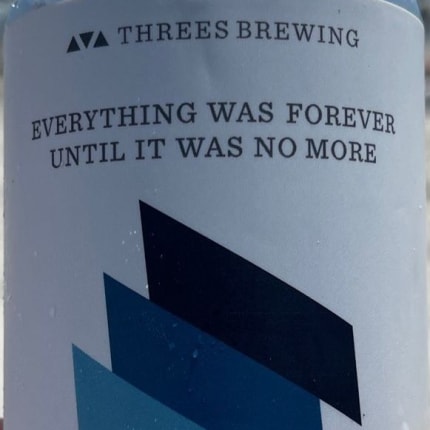 THREES BREWING
EVERYTHING WAS FOREVER
UNTIL IT WAS NO MORE